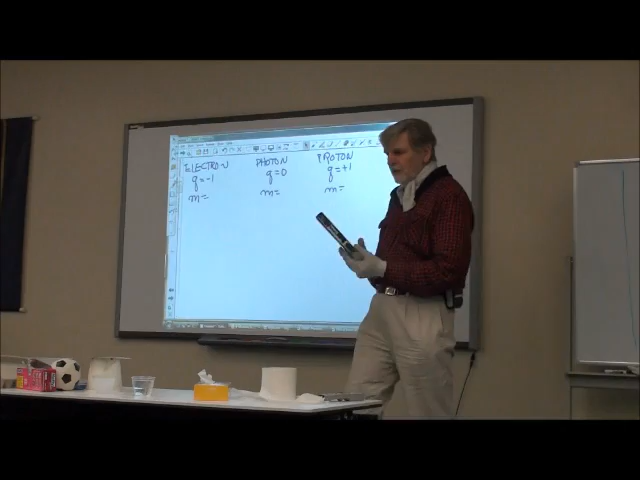 ELECTRON PHOTON PROTON
q=-1 q=0 q=+1
m= m= m=